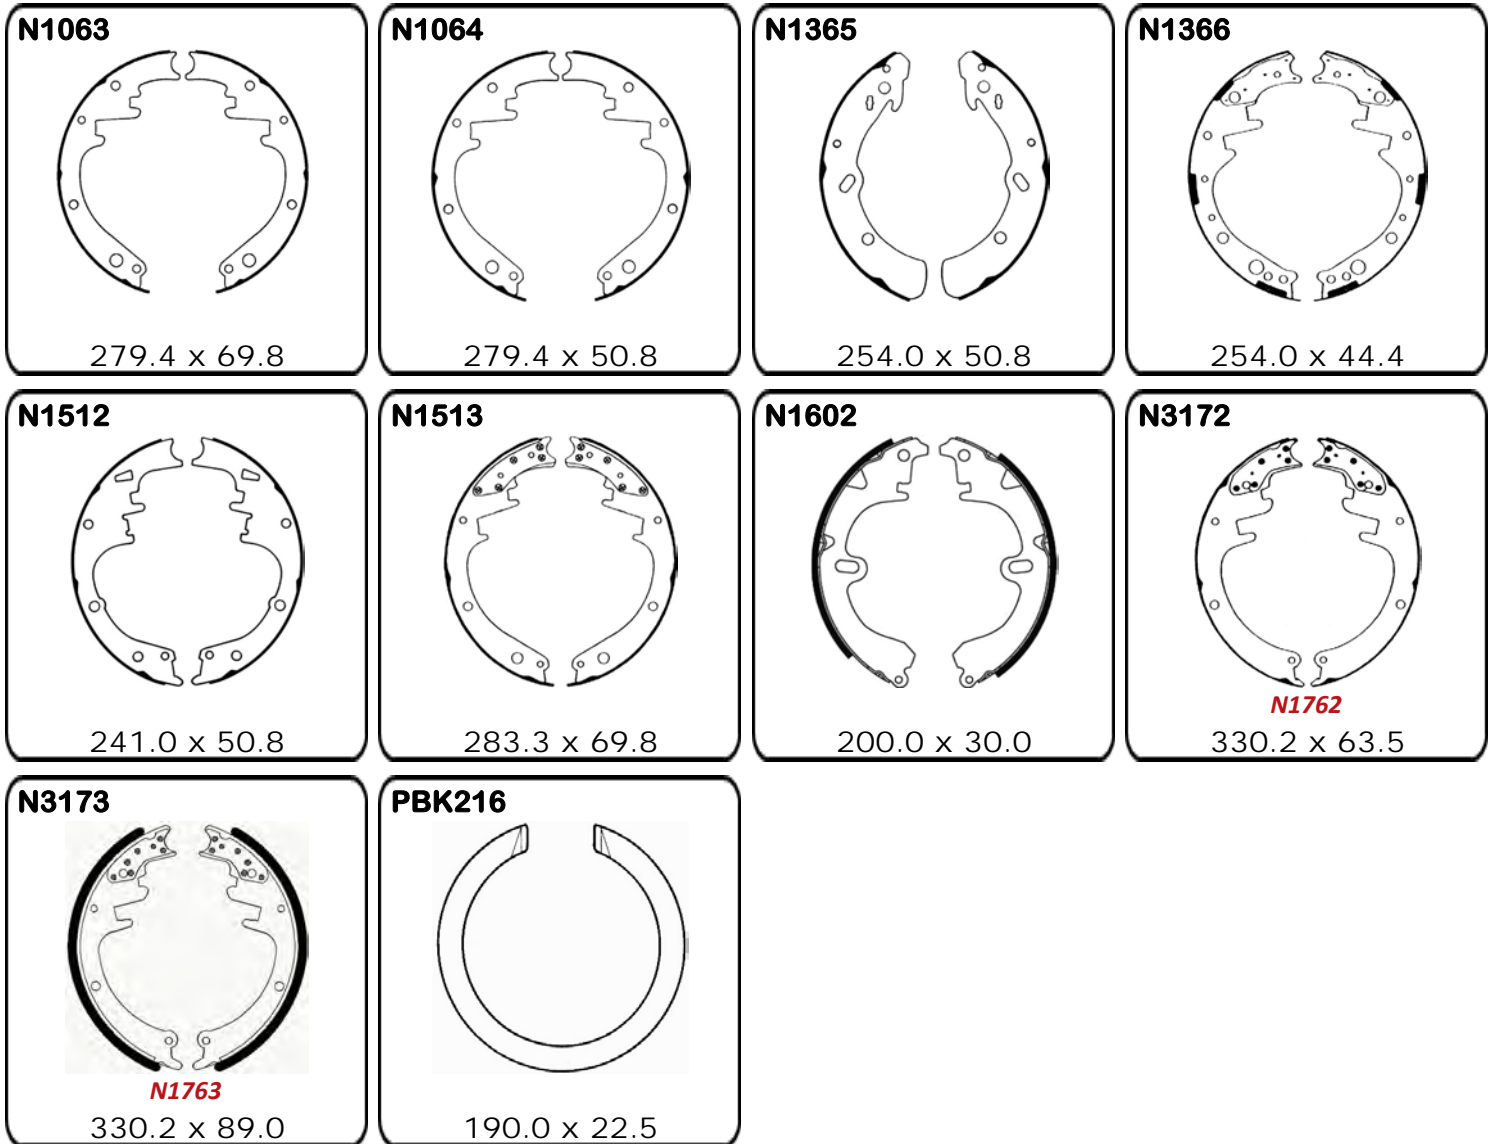 N1063
279.4 x 69.8
N1064
279.4 x 50.8
N1365
254.0 x 50.8
N1366
254.0 x 44.4
N1512
241.0 x 50.8
N1513
283.3 x 69.8
N1602
200.0 x 30.0
N3172
N1762
330.2 x 63.5
N3173
N1763
330.2 x 89.0
PBK216
190.0 x 22.5